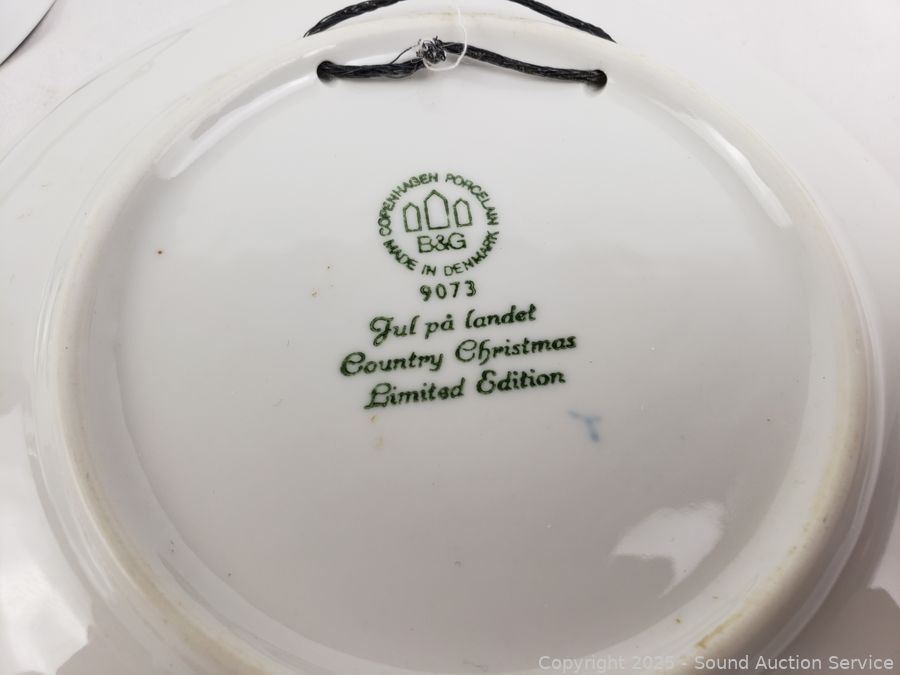 COPENHAGEN PORCELAIN
B&G
MADE IN DENMARK
9073
Jul på landet
Country Christmas
Limited Edition
Copyright 2025 - Sound Auction Service